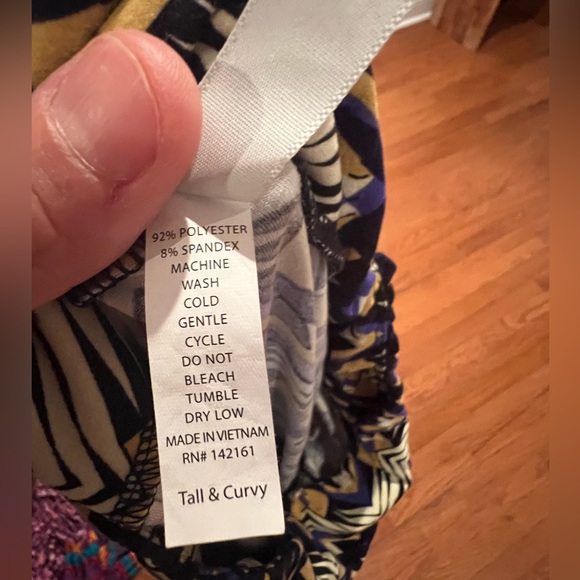 92% POLYESTER
8% SPANDEX
MACHINE
WASH
COLD
GENTLE
CYCLE
DO NOT
BLEACH
TUMBLE
DRY LOW
MADE IN VIETNAM
RN# 142161
Tall & Curvy